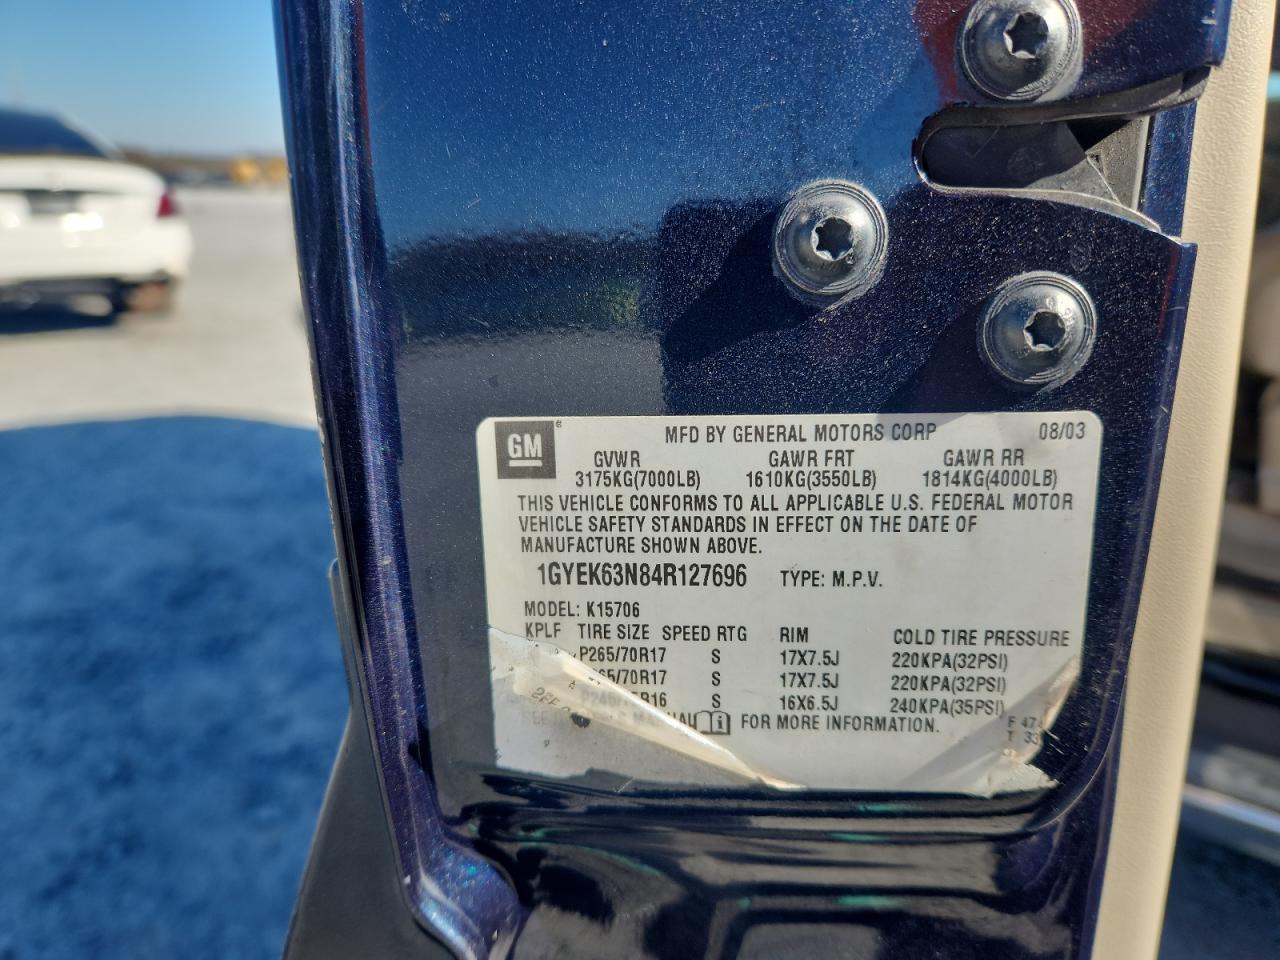 GM ® MFD BY GENERAL MOTORS CORP 08/03
GVWR GAWR FRT GAWR RR
3175KG(7000LB) 1610KG(3550LB) 1814KG(4000LB)
THIS VEHICLE CONFORMS TO ALL APPLICABLE U.S. FEDERAL MOTOR
VEHICLE SAFETY STANDARDS IN EFFECT ON THE DATE OF
MANUFACTURE SHOWN ABOVE.
1GYEK63N84R127696 TYPE: M.P.V.
MODEL: K15706
KPLF TIRE SIZE SPEED RTG RIM COLD TIRE PRESSURE
P265/70R17 S 17X7.5J 220KPA(32PSI)
65/70R17 S 17X7.5J 220KPA(32PSI)
R16 S 16X6.5J 240KPA(35PSI)
FOR MORE INFORMATION.